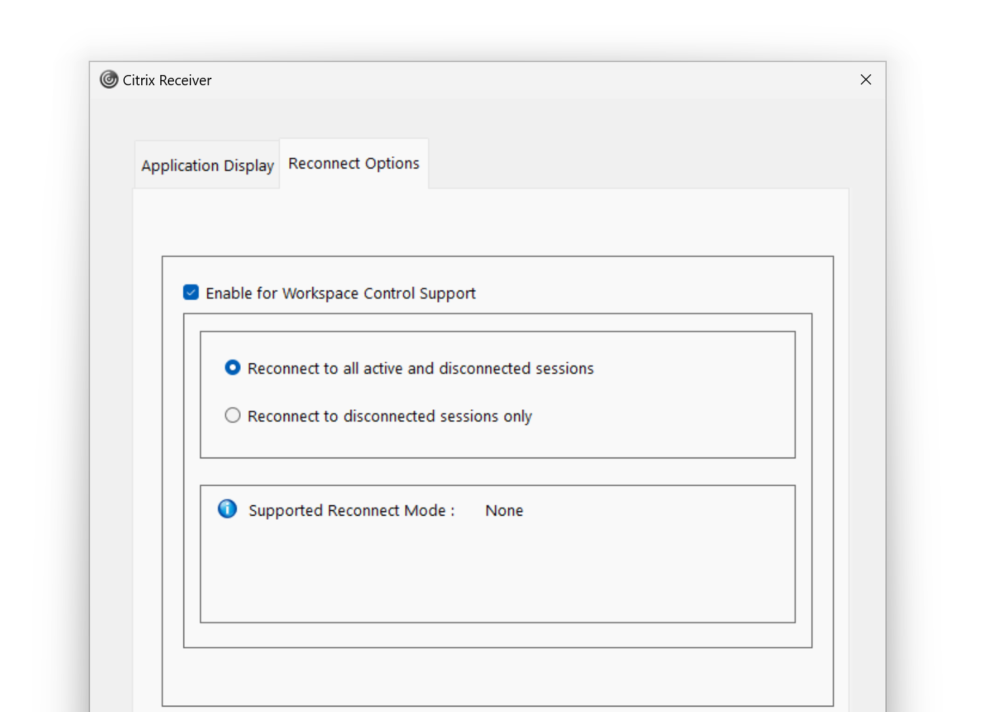 Citrix Receiver
Application Display
Reconnect Options
Enable for Workspace Control Support
Reconnect to all active and disconnected sessions
Reconnect to disconnected sessions only
Supported Reconnect Mode : None